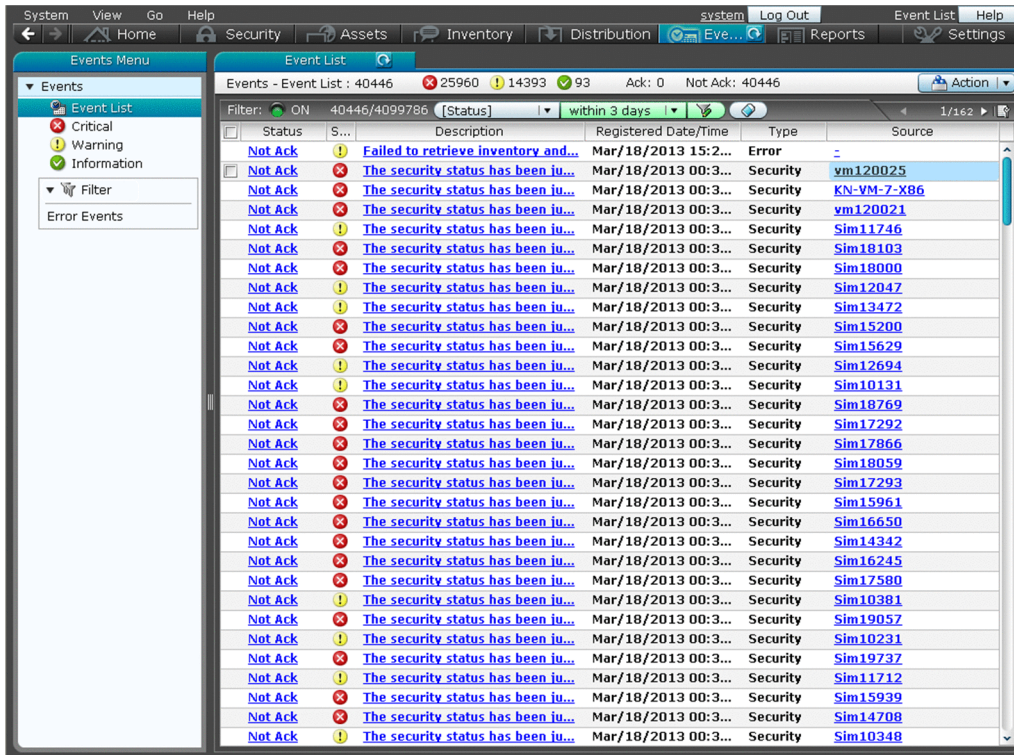 System View Go Help system Log Out Event List Help
Home Security Assets Inventory Distribution Eve... Reports Settings
Events Menu Event List
Events Events - Event List : 40446 25960 14393 93 Ack: 0 Not Ack: 40446 Action
Event List Filter: ON 40446/4099786 [Status] within 3 days 1/162
Critical
Warning
Information
Filter
Error Events
Status S... Description Registered Date/Time Type Source
Not Ack Failed to retrieve inventory and... Mar/18/2013 15:2... Error -
Not Ack The security status has been ju... Mar/18/2013 00:3... Security vm120025
Not Ack The security status has been ju... Mar/18/2013 00:3... Security KN-VM-7-X86
Not Ack The security status has been ju... Mar/18/2013 00:3... Security vm120021
Not Ack The security status has been ju... Mar/18/2013 00:3... Security Sim11746
Not Ack The security status has been ju... Mar/18/2013 00:3... Security Sim18103
Not Ack The security status has been ju... Mar/18/2013 00:3... Security Sim18000
Not Ack The security status has been ju... Mar/18/2013 00:3... Security Sim12047
Not Ack The security status has been ju... Mar/18/2013 00:3... Security Sim13472
Not Ack The security status has been ju... Mar/18/2013 00:3... Security Sim15200
Not Ack The security status has been ju... Mar/18/2013 00:3... Security Sim15629
Not Ack The security status has been ju... Mar/18/2013 00:3... Security Sim12694
Not Ack The security status has been ju... Mar/18/2013 00:3... Security Sim10131
Not Ack The security status has been ju... Mar/18/2013 00:3... Security Sim18769
Not Ack The security status has been ju... Mar/18/2013 00:3... Security Sim17292
Not Ack The security status has been ju... Mar/18/2013 00:3... Security Sim17866
Not Ack The security status has been ju... Mar/18/2013 00:3... Security Sim18059
Not Ack The security status has been ju... Mar/18/2013 00:3... Security Sim17293
Not Ack The security status has been ju... Mar/18/2013 00:3... Security Sim15961
Not Ack The security status has been ju... Mar/18/2013 00:3... Security Sim16650
Not Ack The security status has been ju... Mar/18/2013 00:3... Security Sim14342
Not Ack The security status has been ju... Mar/18/2013 00:3... Security Sim16245
Not Ack The security status has been ju... Mar/18/2013 00:3... Security Sim17580
Not Ack The security status has been ju... Mar/18/2013 00:3... Security Sim10381
Not Ack The security status has been ju... Mar/18/2013 00:3... Security Sim19057
Not Ack The security status has been ju... Mar/18/2013 00:3... Security Sim10231
Not Ack The security status has been ju... Mar/18/2013 00:3... Security Sim19737
Not Ack The security status has been ju... Mar/18/2013 00:3... Security Sim11712
Not Ack The security status has been ju... Mar/18/2013 00:3... Security Sim15939
Not Ack The security status has been ju... Mar/18/2013 00:3... Security Sim14708
Not Ack The security status has been ju... Mar/18/2013 00:3... Security Sim10348